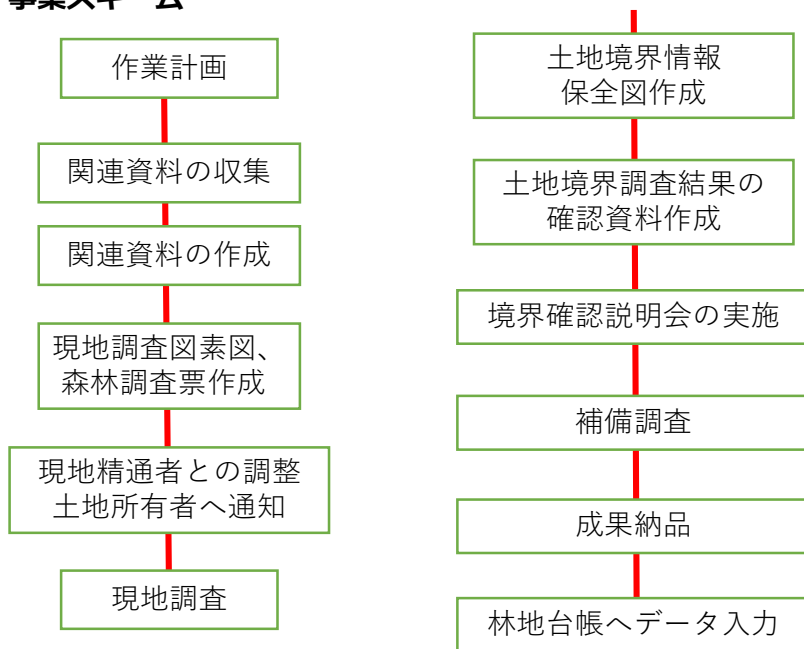 事業スキーム
作業計画
関連資料の収集
関連資料の作成
現地調査図素図、
森林調査票作成
現地精通者との調整
土地所有者へ通知
現地調査
土地境界情報
保全図作成
土地境界調査結果の
確認資料作成
境界確認説明会の実施
補備調査
成果納品
林地台帳へデータ入力